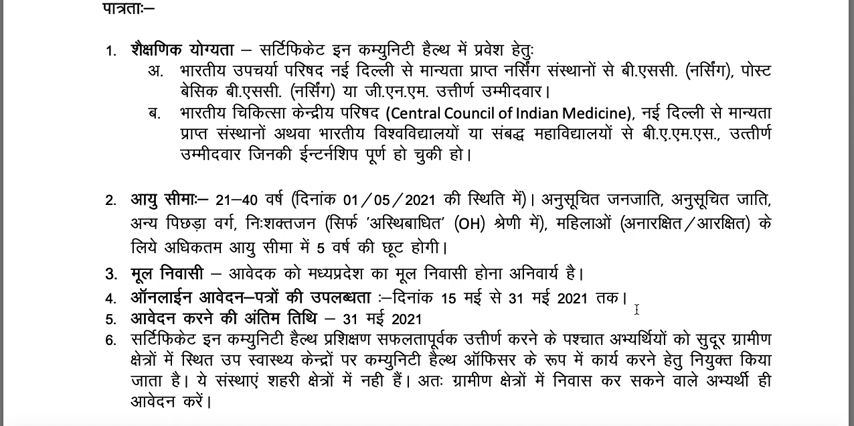 पात्रताः–
1. शैक्षणिक योग्यता – सर्टिफिकेट इन कम्युनिटी हैल्थ में प्रवेश हेतुः
अ. भारतीय उपचर्या परिषद नई दिल्ली से मान्यता प्राप्त नर्सिंग संस्थानों से बी.एससी. (नर्सिंग), पोस्ट
बेसिक बी.एससी. (नर्सिंग) या जी.एन.एम. उत्तीर्ण उम्मीदवार।
ब. भारतीय चिकित्सा केन्द्रीय परिषद (Central Council of Indian Medicine), नई दिल्ली से मान्यता
प्राप्त संस्थानों अथवा भारतीय विश्वविद्यालयों या संबद्ध महाविद्यालयों से बी.ए.एम.एस., उत्तीर्ण
उम्मीदवार जिनकी ईन्टर्नशिप पूर्ण हो चुकी हो।
2. आयु सीमाः– 21–40 वर्ष (दिनांक 01/05/2021 की स्थिति में)। अनुसूचित जनजाति, अनुसूचित जाति,
अन्य पिछड़ा वर्ग, निःशक्तजन (सिर्फ 'अस्थिबाधित' (OH) श्रेणी में), महिलाओं (अनारक्षित/आरक्षित) के
लिये अधिकतम आयु सीमा में 5 वर्ष की छूट होगी।
3. मूल निवासी – आवेदक को मध्यप्रदेश का मूल निवासी होना अनिवार्य है।
4. ऑनलाईन आवेदन–पत्रों की उपलब्धता :–दिनांक 15 मई से 31 मई 2021 तक।
5. आवेदन करने की अंतिम तिथि – 31 मई 2021
6. सर्टिफिकेट इन कम्युनिटी हैल्थ प्रशिक्षण सफलतापूर्वक उत्तीर्ण करने के पश्चात अभ्यर्थियों को सुदूर ग्रामीण
क्षेत्रों में स्थित उप स्वास्थ्य केन्द्रों पर कम्युनिटी हैल्थ ऑफिसर के रूप में कार्य करने हेतु नियुक्त किया
जाता है। ये संस्थाएं शहरी क्षेत्रों में नही हैं। अतः ग्रामीण क्षेत्रों में निवास कर सकने वाले अभ्यर्थी ही
आवेदन करें।